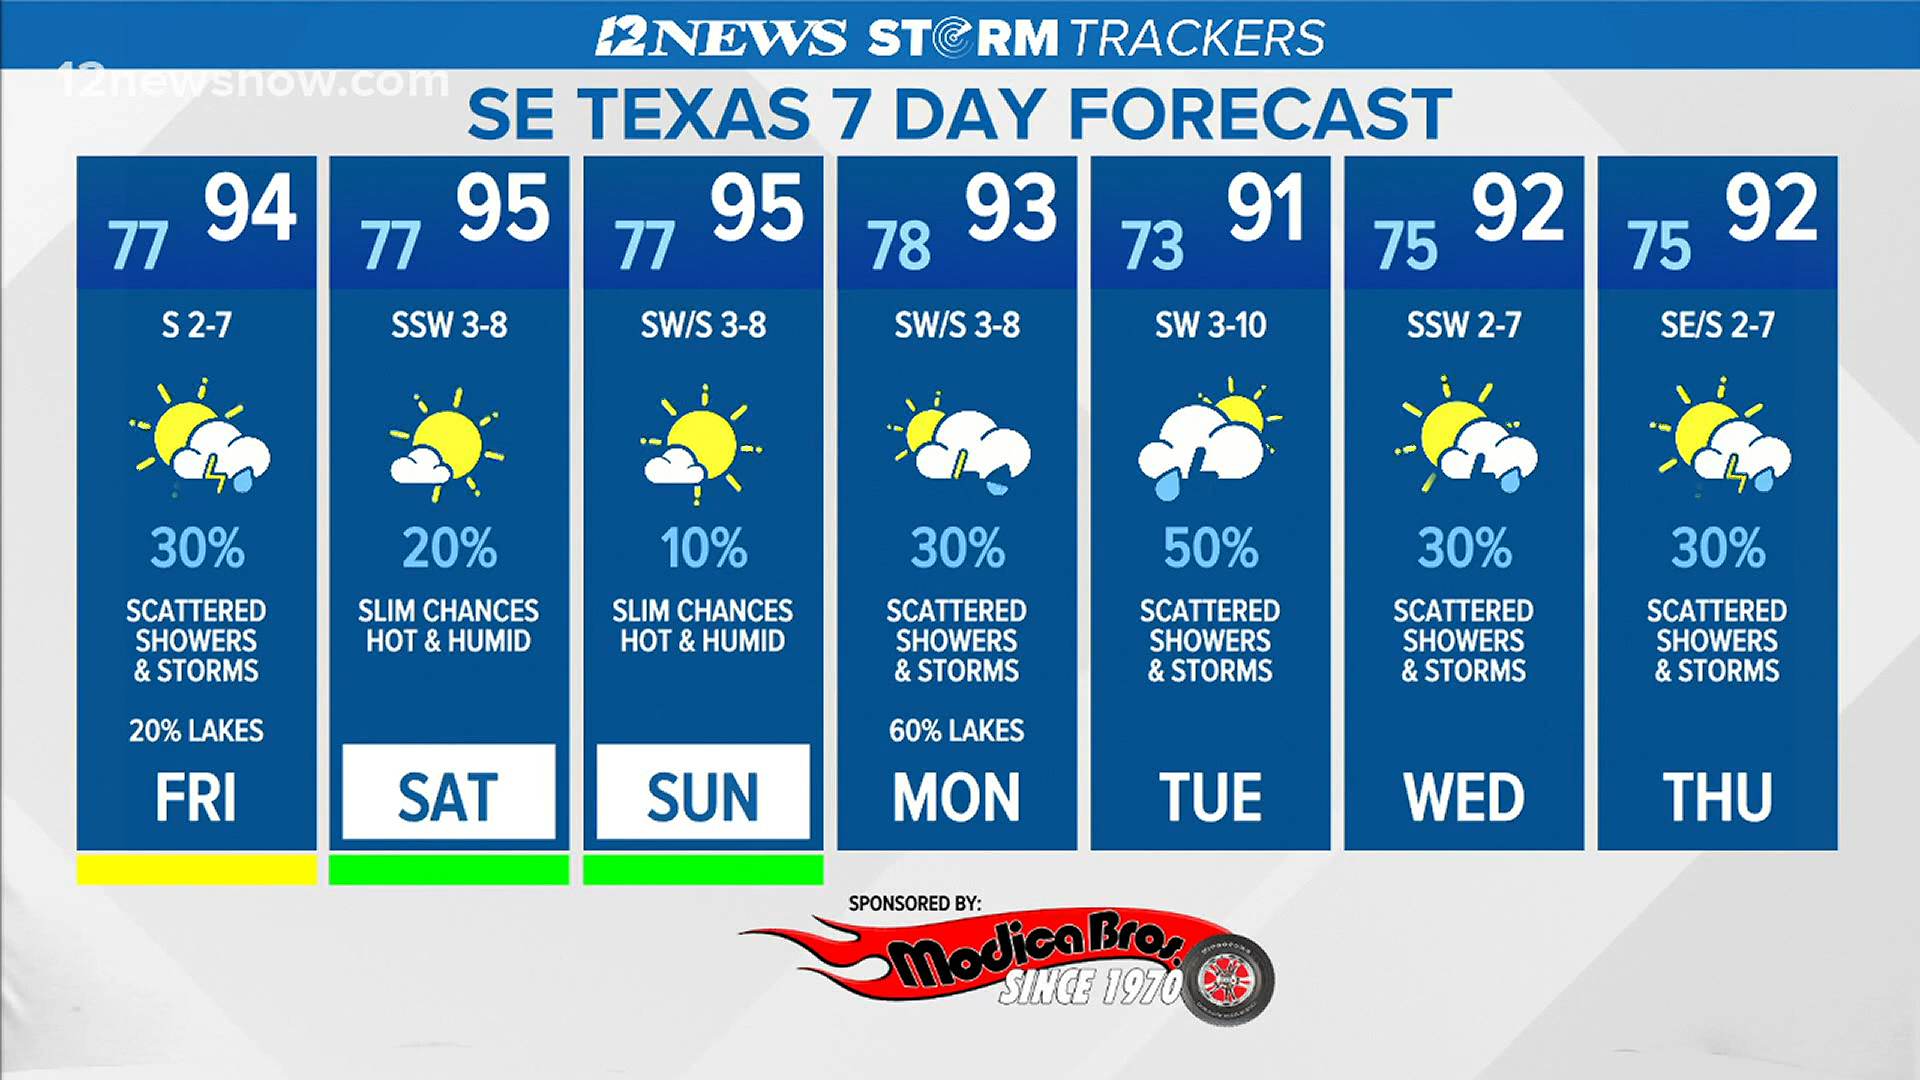 12NEWS STORM TRACKERS
12newsnow.com
SE TEXAS 7 DAY FORECAST
77 94
S 2-7
30%
SCATTERED
SHOWERS
& STORMS
20% LAKES
FRI
77 95
SSW 3-8
20%
SLIM CHANCES
HOT & HUMID
SAT
77 95
SW/S 3-8
10%
SLIM CHANCES
HOT & HUMID
SUN
78 93
SW/S 3-8
30%
SCATTERED
SHOWERS
& STORMS
60% LAKES
MON
73 91
SW 3-10
50%
SCATTERED
SHOWERS
& STORMS
TUE
75 92
SSW 2-7
30%
SCATTERED
SHOWERS
& STORMS
WED
75 92
SE/S 2-7
30%
SCATTERED
SHOWERS
& STORMS
THU
SPONSORED BY:
Modica Bros.
SINCE 1970